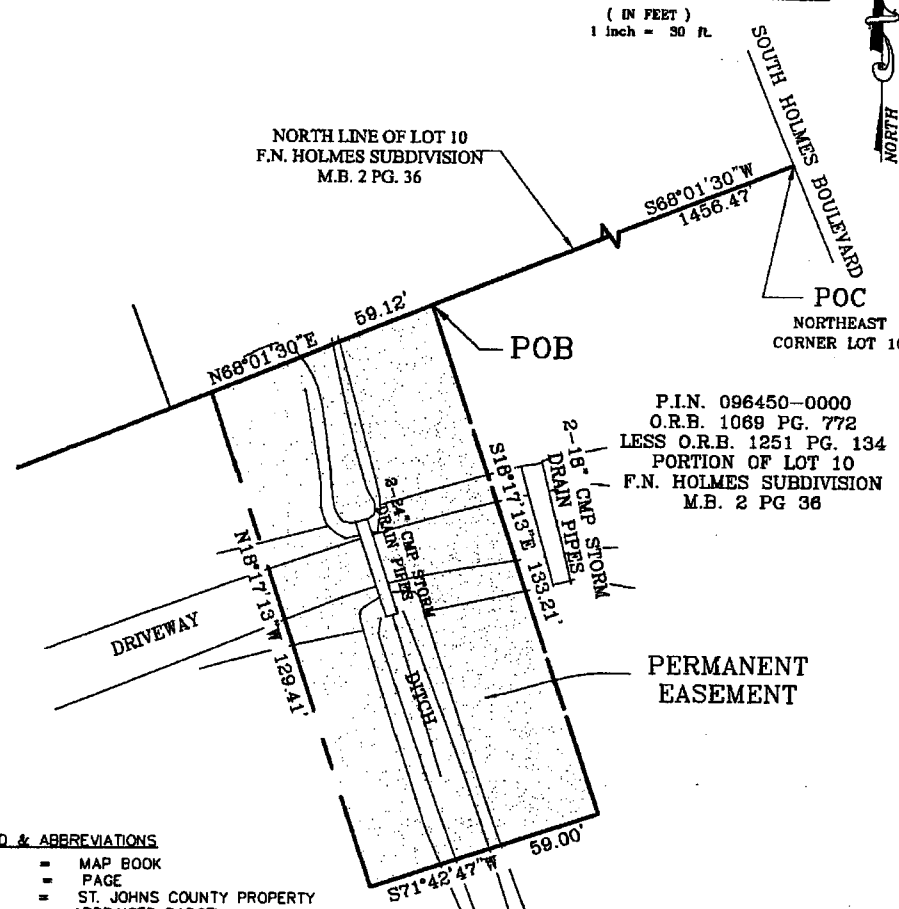 ( IN FEET )
1 inch = 30 ft.
NORTH
SOUTH HOLMES BOULEVARD
NORTH LINE OF LOT 10
F.N. HOLMES SUBDIVISION
M.B. 2 PG. 36
S68°01'30"W
1456.47'
POC
NORTHEAST
CORNER LOT 10
N68°01'30"E 59.12'
POB
P.I.N. 096450-0000
O.R.B. 1069 PG. 772
LESS O.R.B. 1251 PG. 134
PORTION OF LOT 10
F.N. HOLMES SUBDIVISION
M.B. 2 PG 36
2-18" CMP STORM
DRAIN PIPES
S18°17'13"E 133.21'
2-24" CMP STORM
DRAIN PIPES
N18°17'13"W 129.41'
DRIVEWAY
DITCH
PERMANENT
EASEMENT
S71°42'47"W 59.00'
& ABBREVIATIONS
= MAP BOOK
= PAGE
= ST. JOHNS COUNTY PROPERTY